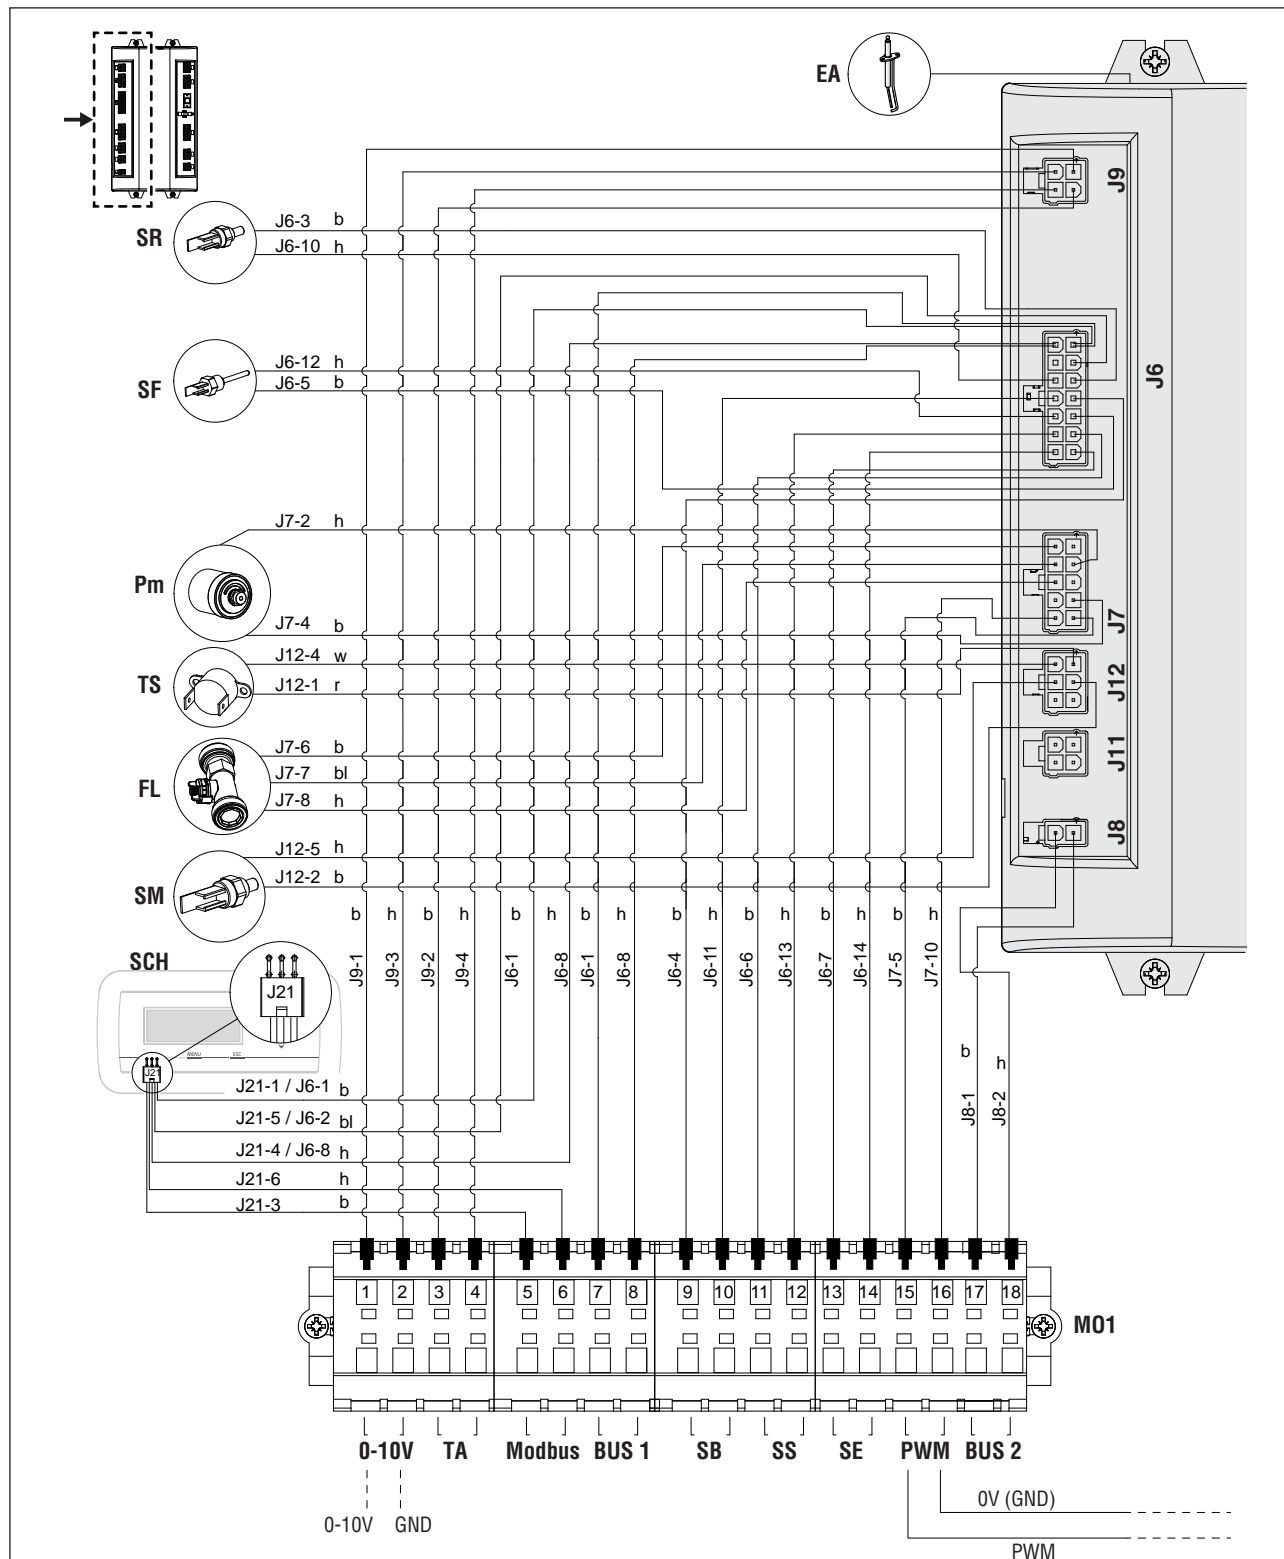 EA
J9
J6-3 b
SR
J6-10 h
J6-12 h
SF
J6-5 b
J6
J7-2 h
Pm
J7-4 b
J7
J12-4 w
TS
J12-1 r
J12
J7-6 b
J7-7 bl
FL
J7-8 h
J11
J8
J12-5 h
SM
J12-2 b
b h b h b h b h b h b h b h b h
J9-1 J9-3 J9-2 J9-4 J6-1 J6-8 J6-1 J6-8 J6-4 J6-11 J6-6 J6-13 J6-7 J6-14 J7-5 J7-10
SCH
J21
MENU ESC
J21
b h
J8-1 J8-2
J21-1 / J6-1 b
J21-5 / J6-2 bl
J21-4 / J6-8 h
J21-6 h
J21-3 b
1 2 3 4 5 6 7 8 9 10 11 12 13 14 15 16 17 18
M01
0-10V TA Modbus BUS 1 SB SS SE PWM BUS 2
0V (GND)
0-10V GND
PWM